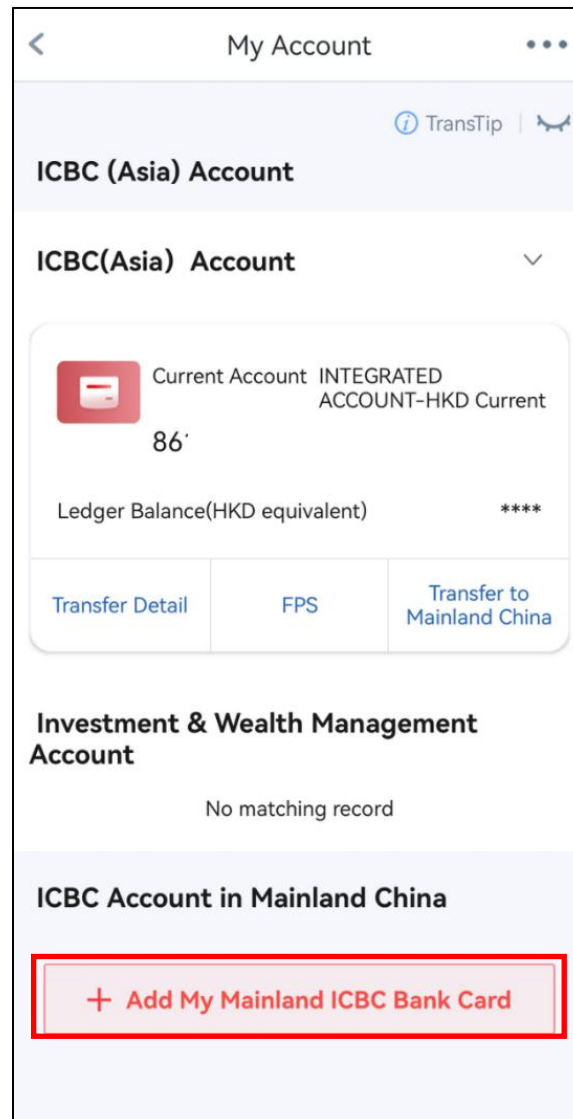 My Account
TransTip
ICBC (Asia) Account
ICBC(Asia) Account
Current Account INTEGRATED
ACCOUNT-HKD Current
86
Ledger Balance(HKD equivalent) ****
Transfer Detail
FPS
Transfer to
Mainland China
Investment & Wealth Management
Account
No matching record
ICBC Account in Mainland China
+ Add My Mainland ICBC Bank Card